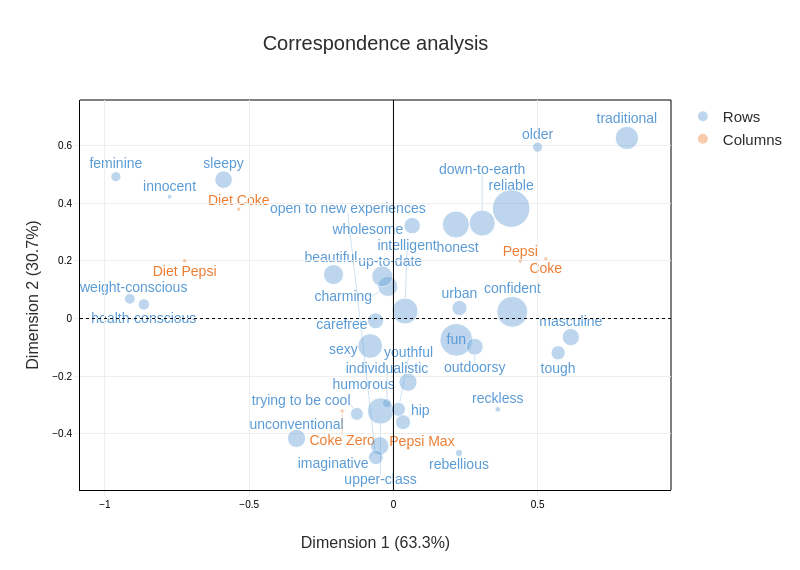 Correspondence analysis
Rows
Columns
traditional
older
feminine
sleepy
down-to-earth
innocent
reliable
Diet Coke
open to new experiences
wholesome
intelligent
honest
Pepsi
beautiful
up-to-date
Coke
Diet Pepsi
weight-conscious
charming
urban
confident
health conscious
carefree
masculine
sexy
fun
youthful
individualistic
outdoorsy
tough
humorous
trying to be cool
reckless
hip
unconventional
Coke Zero
Pepsi Max
imaginative
rebellious
upper-class
0.6
0.4
0.2
0
−0.2
−0.4
−1
−0.5
0
0.5
Dimension 2 (30.7%)
Dimension 1 (63.3%)